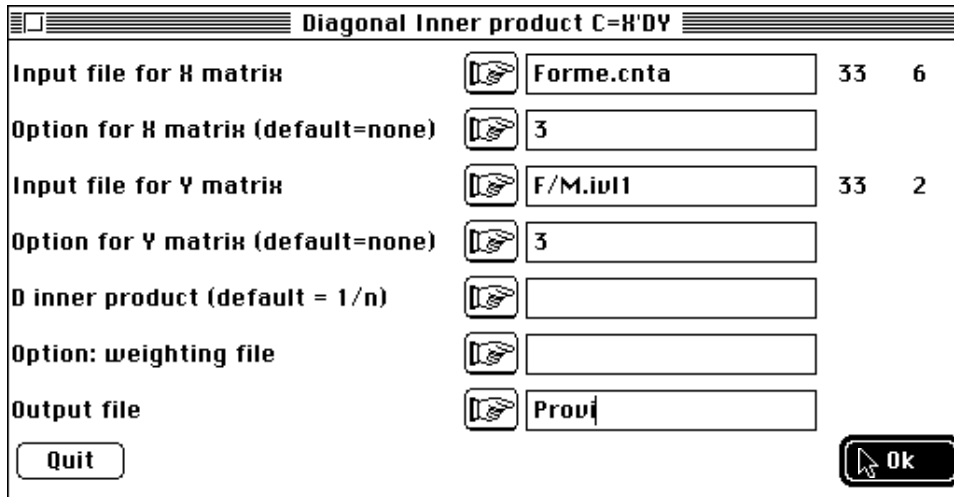 Diagonal Inner product C=X'DY
Input file for X matrix Forme.cnta 33 6
Option for X matrix (default=none) 3
Input file for Y matrix F/M.ivl1 33 2
Option for Y matrix (default=none) 3
D inner product (default = 1/n)
Option: weighting file
Output file Provi
Quit Ok